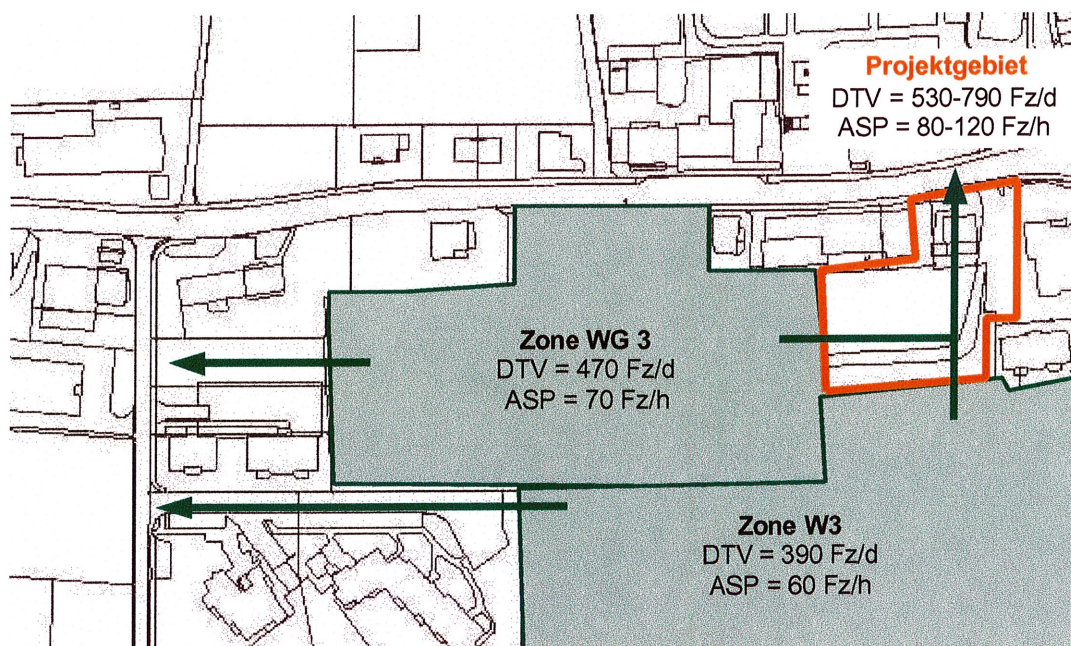 Projektgebiet
DTV = 530-790 Fz/d
ASP = 80-120 Fz/h
Zone WG 3
DTV = 470 Fz/d
ASP = 70 Fz/h
Zone W3
DTV = 390 Fz/d
ASP = 60 Fz/h